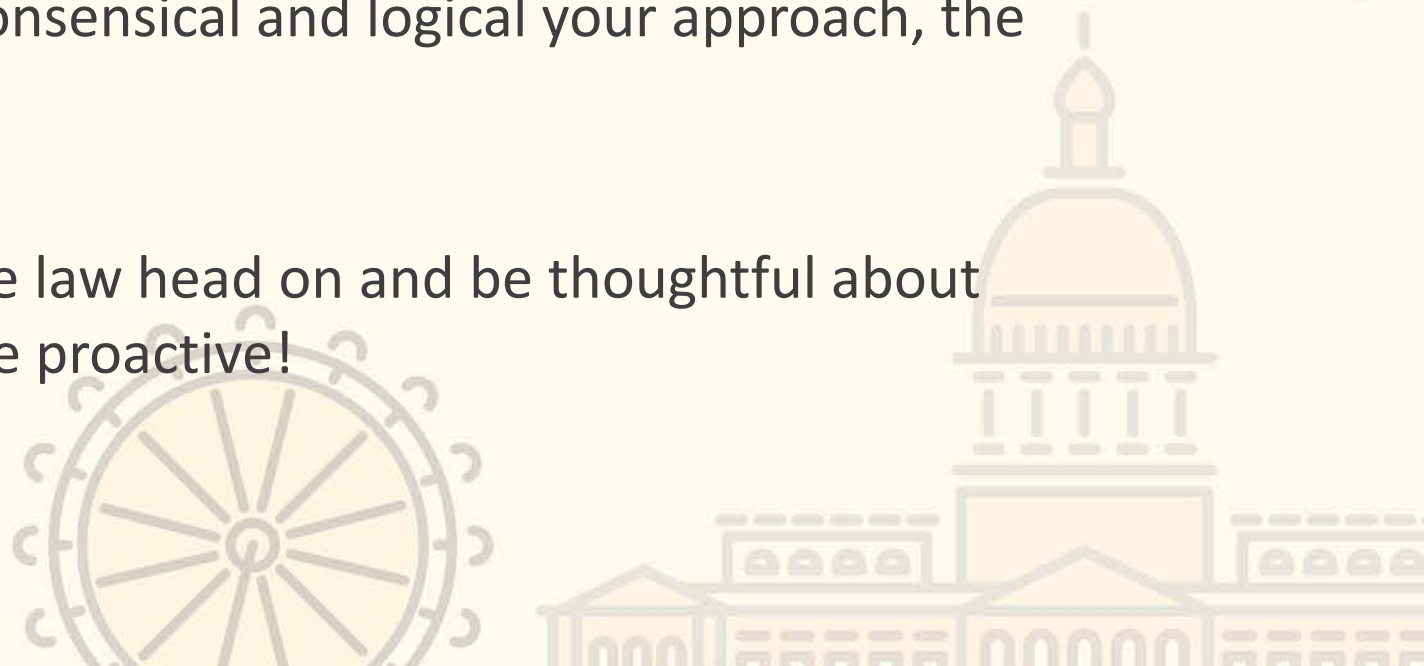 onsensical and logical your approach, the
e law head on and be thoughtful about
e proactive!